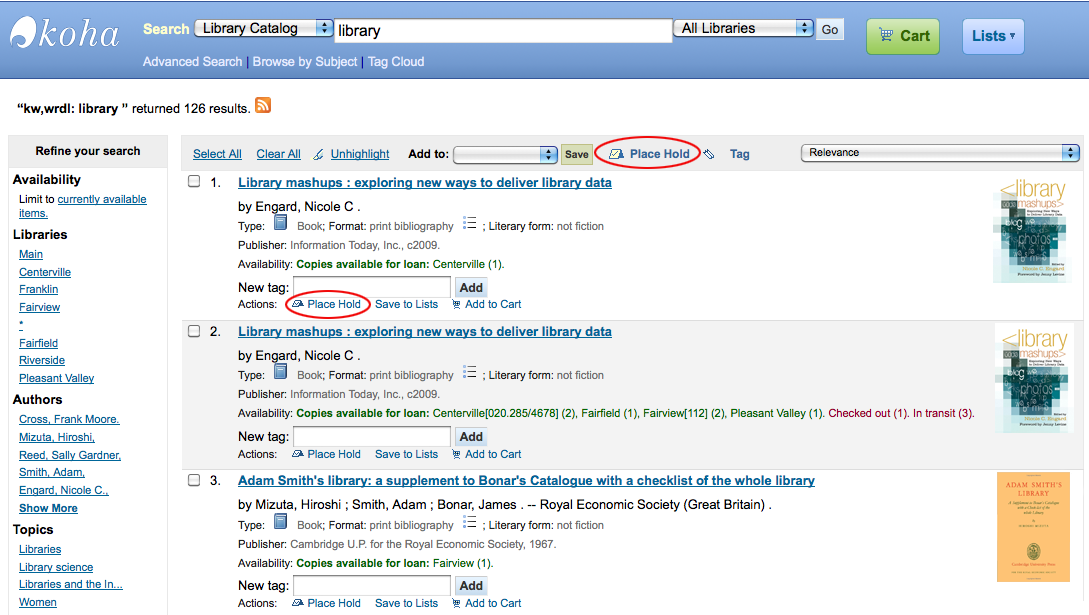 koha
Search Library Catalog library All Libraries Go Cart Lists
Advanced Search | Browse by Subject | Tag Cloud
“kw,wrdl: library ” returned 126 results.
Refine your search
Availability
Limit to currently available
items.
Libraries
Main
Centerville
Franklin
Fairview
*
Fairfield
Riverside
Pleasant Valley
Authors
Cross, Frank Moore.
Mizuta, Hiroshi,
Reed, Sally Gardner,
Smith, Adam,
Engard, Nicole C.,
Show More
Topics
Libraries
Library science
Libraries and the In...
Women
Select All Clear All Unhighlight Add to: Save Place Hold Tag Relevance
1. Library mashups : exploring new ways to deliver library data
by Engard, Nicole C .
Type: Book; Format: print bibliography ; Literary form: not fiction
Publisher: Information Today, Inc., c2009.
Availability: Copies available for loan: Centerville (1).
New tag: Add
Actions: Place Hold Save to Lists Add to Cart
<library
mashups>
photos
2. Library mashups : exploring new ways to deliver library data
by Engard, Nicole C .
Type: Book; Format: print bibliography ; Literary form: not fiction
Publisher: Information Today, Inc., c2009.
Availability: Copies available for loan: Centerville[020.285/4678] (2), Fairfield (1), Fairview[112] (2), Pleasant Valley (1). Checked out (1). In transit (3).
New tag: Add
Actions: Place Hold Save to Lists Add to Cart
<library
mashups>
photos
3. Adam Smith's library: a supplement to Bonar's Catalogue with a checklist of the whole library
by Mizuta, Hiroshi ; Smith, Adam ; Bonar, James . -- Royal Economic Society (Great Britain) .
Type: Book; Format: print bibliography ; Literary form: not fiction
Publisher: Cambridge U.P. for the Royal Economic Society, 1967.
Availability: Copies available for loan: Fairview (1).
New tag: Add
Actions: Place Hold Save to Lists Add to Cart
ADAM SMITH'S
LIBRARY